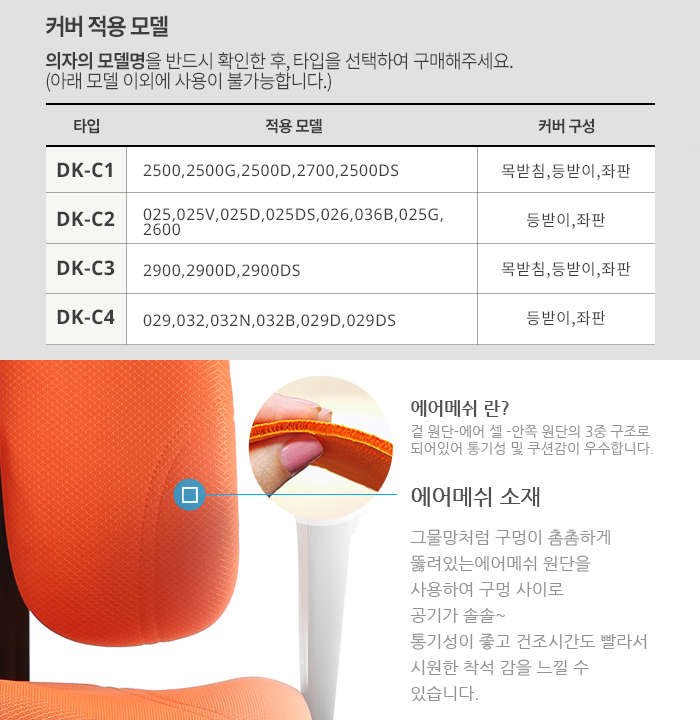 커버 적용 모델
의자의 모델명을 반드시 확인한 후, 타입을 선택하여 구매해주세요.
(아래 모델 이외에 사용이 불가능합니다.)
타입 적용 모델 커버 구성
DK-C1 2500,2500G,2500D,2700,2500DS 목받침,등받이,좌판
DK-C2 025,025V,025D,025DS,026,036B,025G,
2600 등받이,좌판
DK-C3 2900,2900D,2900DS 목받침,등받이,좌판
DK-C4 029,032,032N,032B,029D,029DS 등받이,좌판
에어메쉬 란?
겉 원단-에어 셀 -안쪽 원단의 3중 구조로
되어있어 통기성 및 쿠션감이 우수합니다.
에어메쉬 소재
그물망처럼 구멍이 촘촘하게
뚫려있는에어메쉬 원단을
사용하여 구멍 사이로
공기가 솔솔~
통기성이 좋고 건조시간도 빨라서
시원한 착석 감을 느낄 수
있습니다.